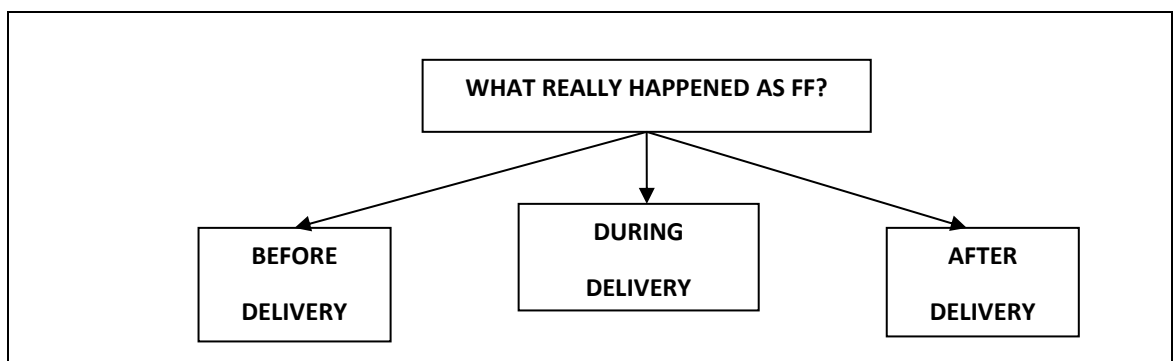 WHAT REALLY HAPPENED AS FF?
BEFORE
DELIVERY
DURING
DELIVERY
AFTER
DELIVERY